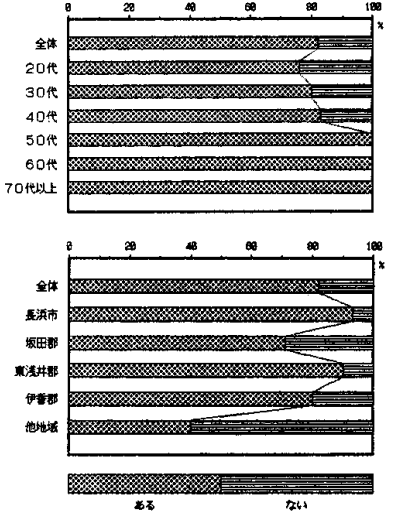 0 20 40 60 80 100
%
全体
20代
30代
40代
50代
60代
70代以上
0 20 40 60 80 100
%
全体
長浜市
坂田郡
東浅井郡
伊香郡
他地域
ある ない